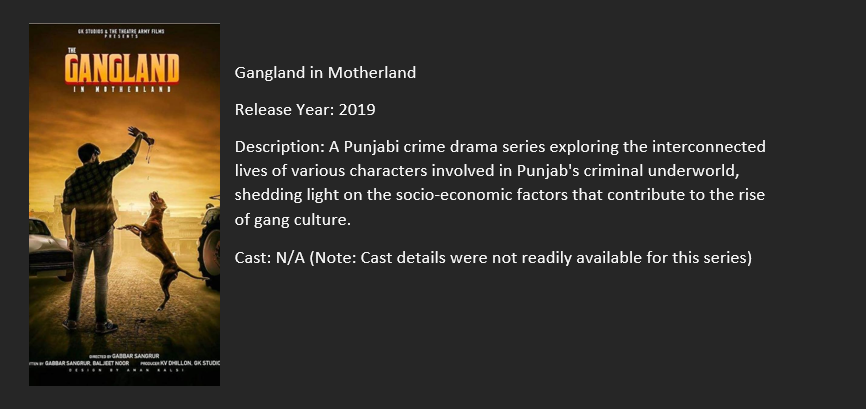 GK STUDIOS & THE THEATRE ARMY FILMS
PRESENTS
THE
GANGLAND
IN MOTHERLAND
DIRECTED BY GABBAR SANGRUR
TTEN BY GABBAR SANGRUR, BALJEET NOOR PRODUCER KV DHILLON, GK STUDIO
DESIGN BY AMAN KALSI
Gangland in Motherland
Release Year: 2019
Description: A Punjabi crime drama series exploring the interconnected
lives of various characters involved in Punjab's criminal underworld,
shedding light on the socio-economic factors that contribute to the rise
of gang culture.
Cast: N/A (Note: Cast details were not readily available for this series)